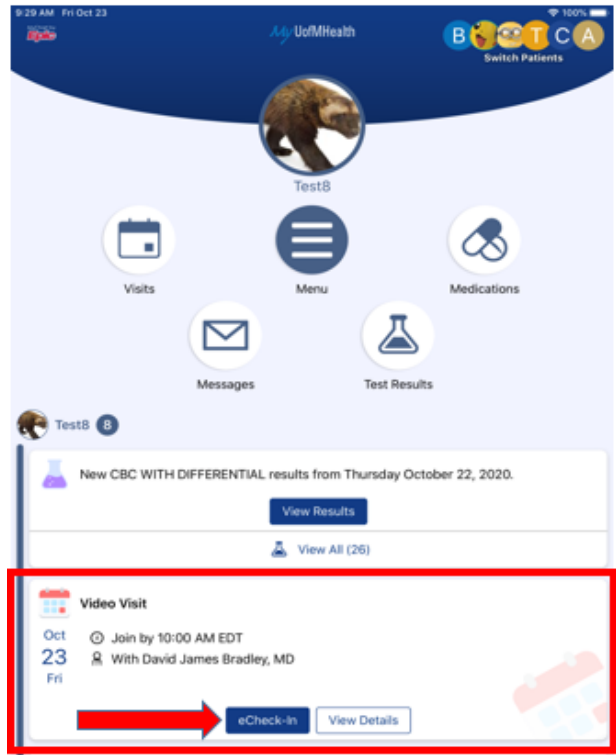 9:29 AM Fri Oct 23
100%
My UofMHealth
B T C A
Switch Patients
Test8
Visits
Menu
Medications
Messages
Test Results
Test8 8
New CBC WITH DIFFERENTIAL results from Thursday October 22, 2020.
View Results
View All (26)
Video Visit
Oct
23
Fri
Join by 10:00 AM EDT
With David James Bradley, MD
eCheck-In
View Details